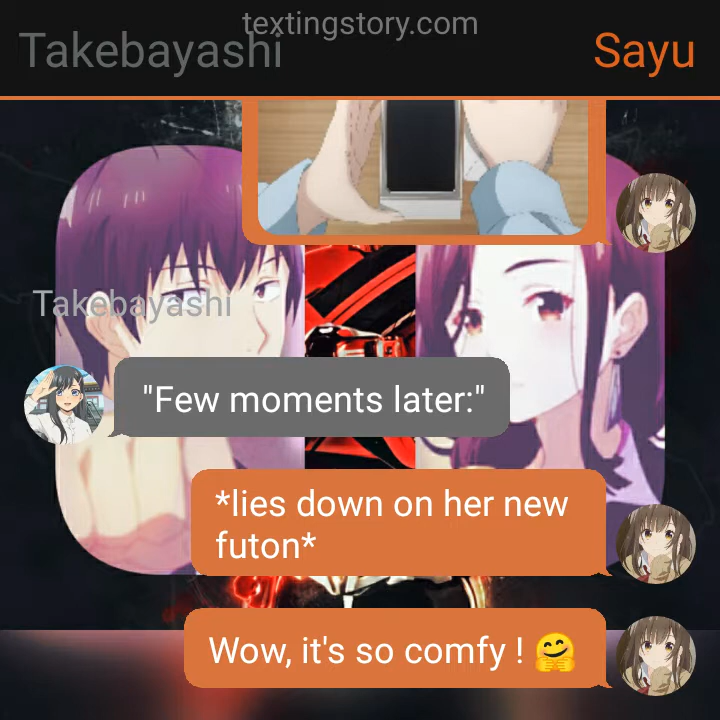 textingstory.com
Takebayashi
Sayu
Takebayashi
"Few moments later:"
*lies down on her new
futon*
Wow, it's so comfy ! 🤗